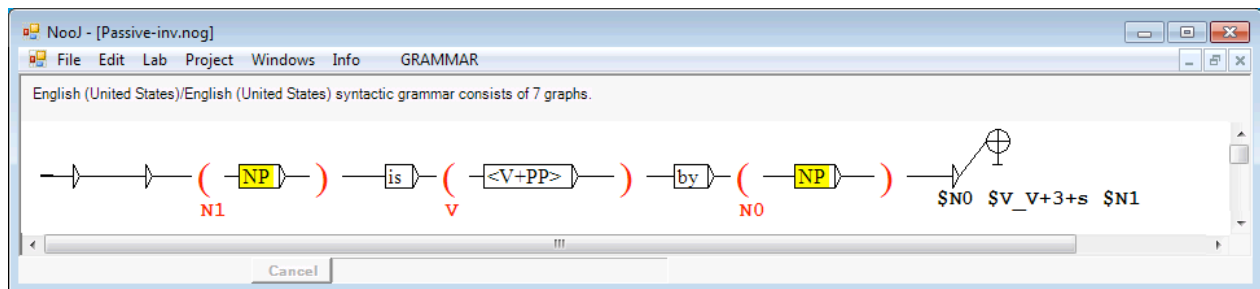 NooJ - [Passive-inv.nog]
File Edit Lab Project Windows Info GRAMMAR
English (United States)/English (United States) syntactic grammar consists of 7 graphs.
( NP ) is ( <V+PP> ) by ( NP )
N1 V N0 $N0 $V_V+3+s $N1
Cancel